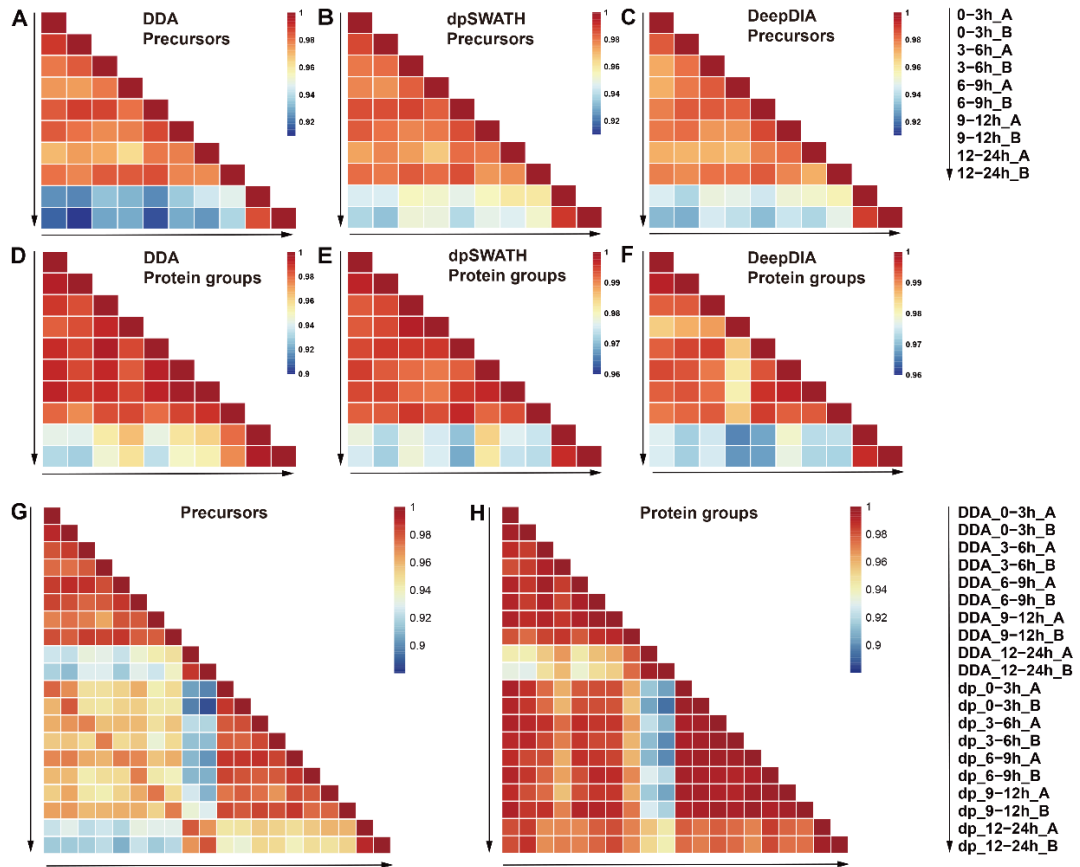 A
DDA
Precursors
1
0.98
0.96
0.94
0.92
B
dpSWATH
Precursors
1
0.98
0.96
0.94
0.92
C
DeepDIA
Precursors
1
0.98
0.96
0.94
0.92
0-3h_A
0-3h_B
3-6h_A
3-6h_B
6-9h_A
6-9h_B
9-12h_A
9-12h_B
12-24h_A
12-24h_B
D
DDA
Protein groups
1
0.98
0.96
0.94
0.92
0.9
E
dpSWATH
Protein groups
1
0.99
0.98
0.97
0.96
F
DeepDIA
Protein groups
1
0.99
0.98
0.97
0.96
G
Precursors
1
0.98
0.96
0.94
0.92
0.9
H
Protein groups
1
0.98
0.96
0.94
0.92
0.9
DDA_0-3h_A
DDA_0-3h_B
DDA_3-6h_A
DDA_3-6h_B
DDA_6-9h_A
DDA_6-9h_B
DDA_9-12h_A
DDA_9-12h_B
DDA_12-24h_A
DDA_12-24h_B
dp_0-3h_A
dp_0-3h_B
dp_3-6h_A
dp_3-6h_B
dp_6-9h_A
dp_6-9h_B
dp_9-12h_A
dp_9-12h_B
dp_12-24h_A
dp_12-24h_B